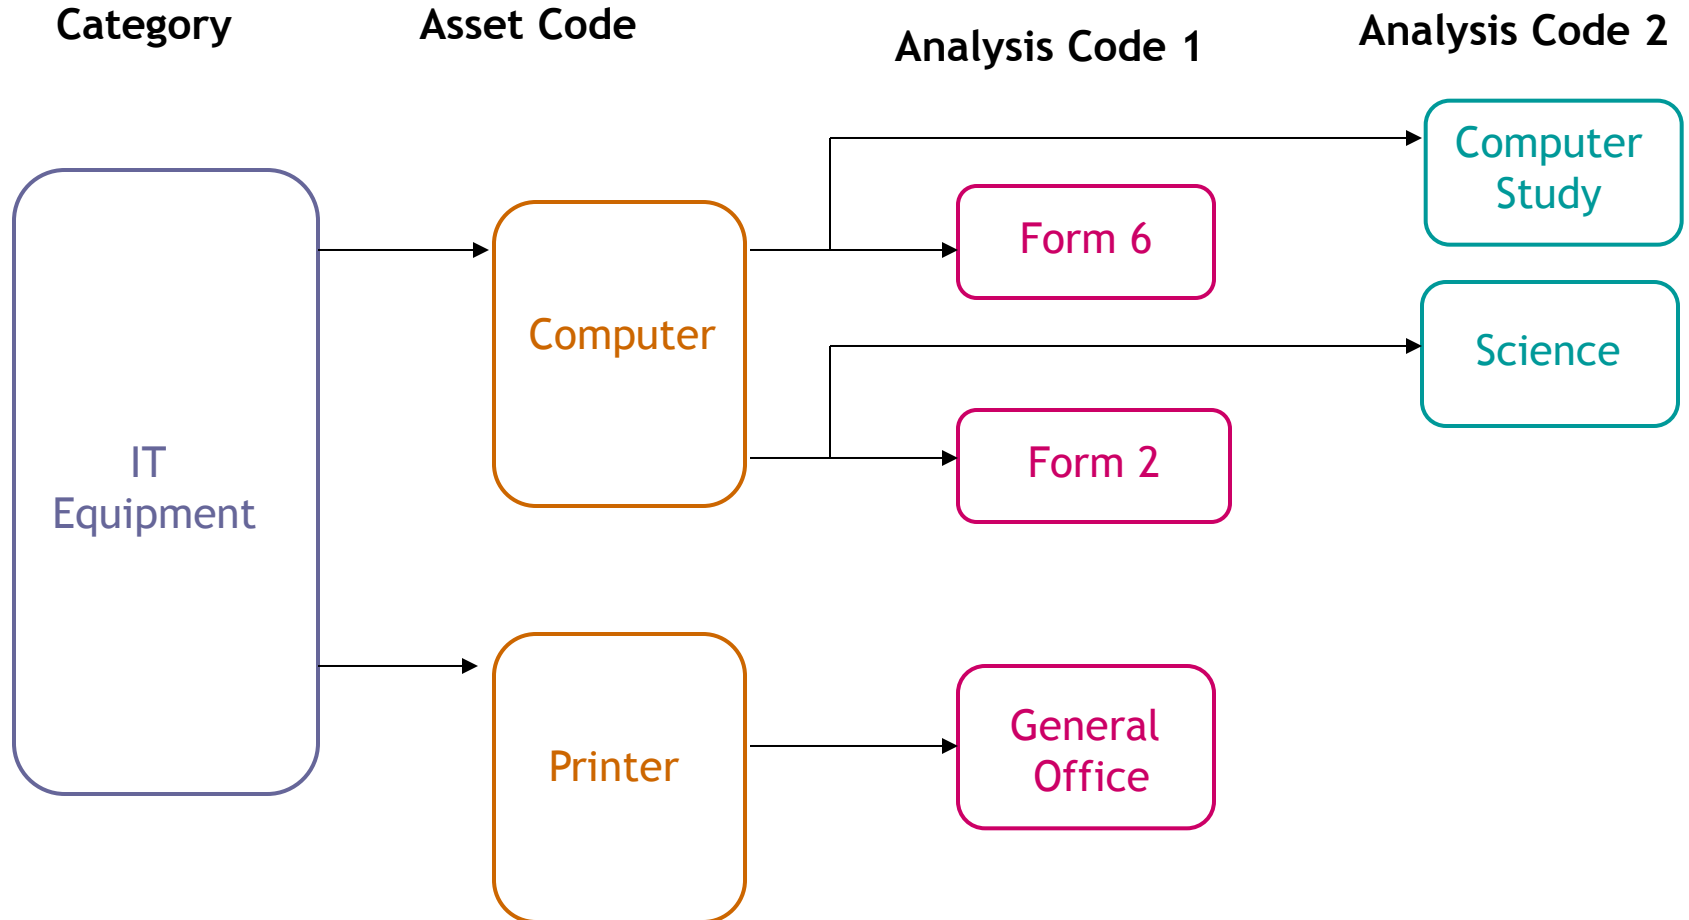 Category
Asset Code
Analysis Code 1
Analysis Code 2
Computer
Study
Form 6
Computer
Science
IT
Equipment
Form 2
Printer
General
Office